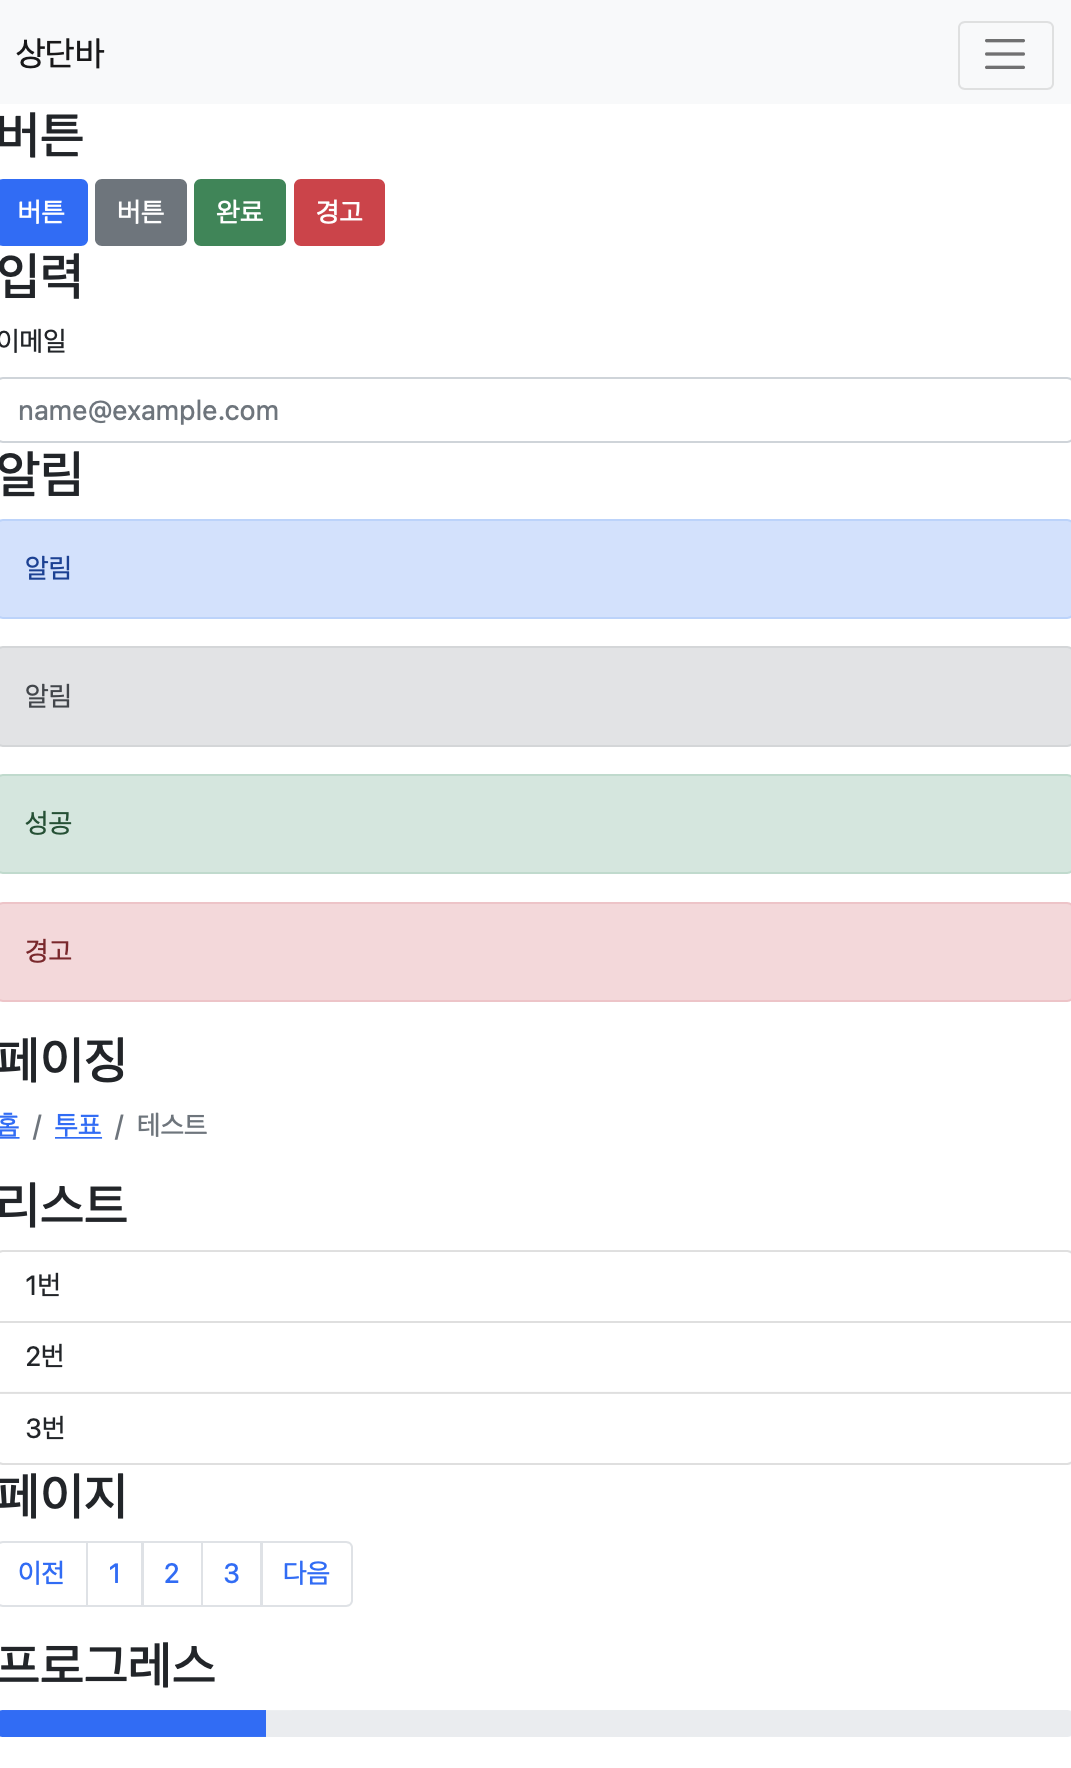 상단바
버튼
버튼 버튼 완료 경고
입력
이메일
name@example.com
알림
알림
알림
성공
경고
페이징
홈 / 투표 / 테스트
리스트
1번
2번
3번
페이지
이전 1 2 3 다음
프로그레스